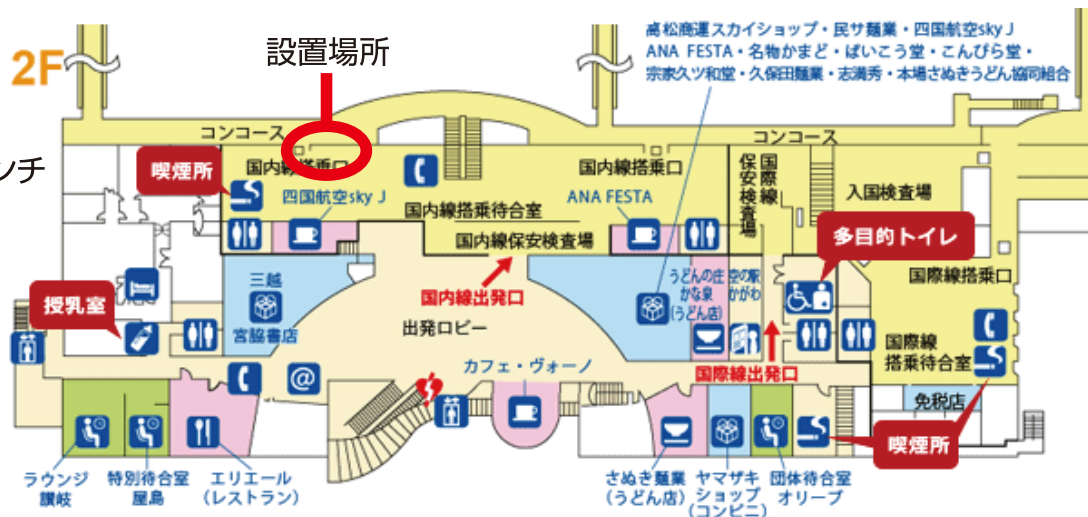 2F
設置場所
高松商運スカイショップ・民サ麺業・四国航空sky J
ANA FESTA・名物かまど・ばいこう堂・こんぴら堂・
宗家久ツ和堂・久保田麺業・志満秀・本場さぬきうどん協同組合
コンコース
コンコース
ンチ
喫煙所
国内線搭乗口
国内線搭乗口
国際線
保安検査場
入国検査場
四国航空sky J
国内線搭乗待合室
ANA FESTA
国内線保安検査場
多目的トイレ
国際線搭乗口
三越
宮脇書店
国内線出発口
うどんの庄
かな泉
(うどん店)
空の駅
かがわ
授乳室
出発ロビー
国際線
搭乗待合室
カフェ・ヴォーノ
国際線出発口
@
免税店
喫煙所
ラウンジ
讃岐
特別待合室
屋島
エリエール
(レストラン)
さぬき麺業
(うどん店)
ヤマザキ
ショップ
(コンビニ)
団体待合室
オリーブ